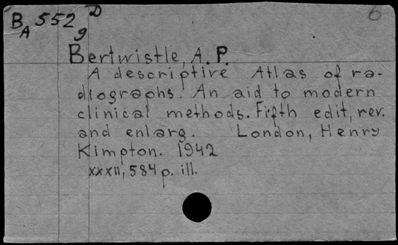 BA 552 D 6
g
Bertwistle, A. P.
A descriptive Atlas of ra-
diographs. An aid to modern
clinical methods. Fifth edit, rev.
and enlarg. London, Henry
Kimpton. 1942
xxxii, 584 p. ill.